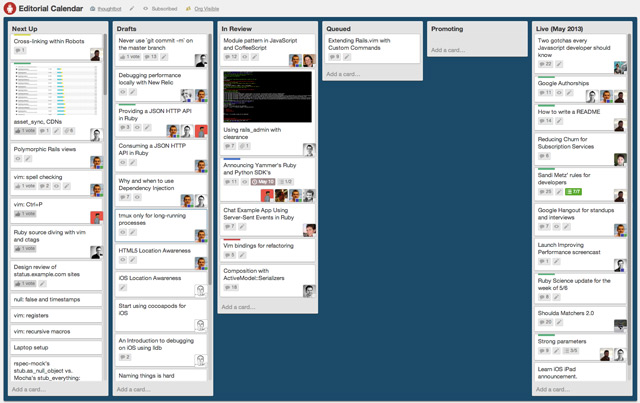 Editorial Calendar
thoughtbot
Subscribed
Org Visible
Next Up
Cross-linking within Robots
1
asset_sync, CDNs
1 vote
1
6
Polymorphic Rails views
vim: spell checking
1 vote
2
vim: Ctrl+P
1 vote
Ruby source diving with vim
and ctags
1 vote
Design review of
status.example.com sites
null: false and timestamps
vim: registers
vim: recursive macros
Laptop setup
rspec-mock's
stub.as_null_object vs.
Mocha's stub_everything:
Add a card...
Drafts
Never use 'git commit -m' on
the master branch
1 vote
13
Debugging performance
locally with New Relic
Providing a JSON HTTP API
in Ruby
3
Consuming a JSON HTTP
API in Ruby
Why and when to use
Dependency Injection
7
tmux only for long-running
processes
HTML5 Location Awareness
iOS Location Awareness
Start using cocoapods for
iOS
An Introduction to debugging
on iOS using lldb
2
Naming things is hard
Add a card...
In Review
Module pattern in JavaScript
and CoffeeScript
12
Using rails_admin with
clearance
7
1
Announcing Yammer's Ruby
and Python SDK's
11
May 15
1/2
Chat Example App Using
Server-Sent Events in Ruby
7
Vim bindings for refactoring
5
Composition with
ActiveModel::Serializers
18
Add a card...
Queued
Extending Rails.vim with
Custom Commands
9
Add a card...
Promoting
Add a card...
Live (May 2013)
Two gotchas every
Javascript developer should
know
22
Google Authorships
11
How to write a README
14
Reducing Churn for
Subscription Services
6
Sandi Metz' rules for
developers
25
7/7
Google Hangout for standups
and interviews
7
Launch Improving
Performance screencast
1
Ruby Science update for the
week of 5/6
8
Shoulda Matchers 2.0
20
Strong parameters
9
5/5
Learn iOS iPad
announcement.
Add a card...